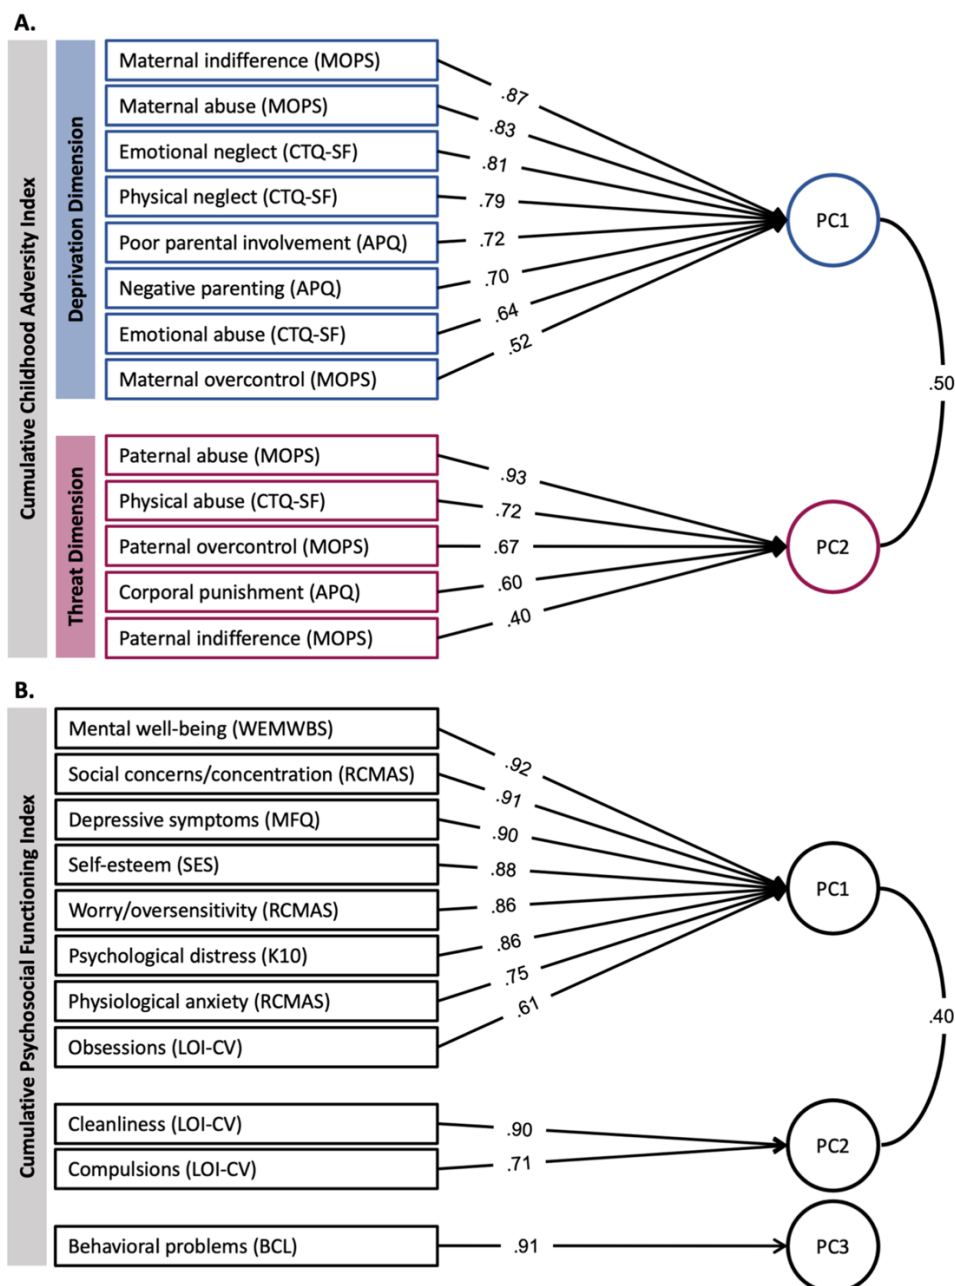 A.
Cumulative Childhood Adversity Index
Deprivation Dimension
Maternal indifference (MOPS)
.87
Maternal abuse (MOPS)
.83
Emotional neglect (CTQ-SF)
.81
Physical neglect (CTQ-SF)
.79
Poor parental involvement (APQ)
.72
Negative parenting (APQ)
.70
Emotional abuse (CTQ-SF)
.64
Maternal overcontrol (MOPS)
.52
PC1
.50
Threat Dimension
Paternal abuse (MOPS)
.93
Physical abuse (CTQ-SF)
.72
Paternal overcontrol (MOPS)
.67
Corporal punishment (APQ)
.60
Paternal indifference (MOPS)
.40
PC2
B.
Cumulative Psychosocial Functioning Index
Mental well-being (WEMWBS)
.92
Social concerns/concentration (RCMAS)
.91
Depressive symptoms (MFQ)
.90
Self-esteem (SES)
.88
Worry/oversensitivity (RCMAS)
.86
Psychological distress (K10)
.86
Physiological anxiety (RCMAS)
.75
Obsessions (LOI-CV)
.61
PC1
.40
Cleanliness (LOI-CV)
.90
Compulsions (LOI-CV)
.71
PC2
Behavioral problems (BCL)
.91
PC3